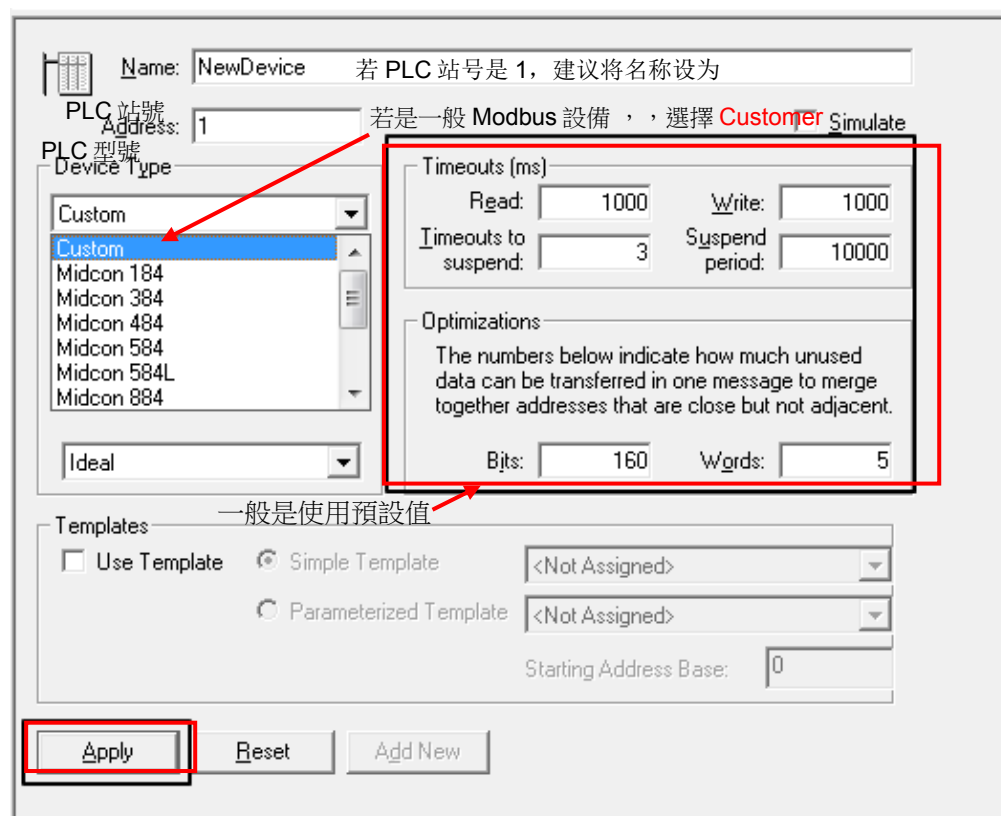 Name: NewDevice 若 PLC 站号是 1，建议将名称设为
PLC 站號
Address: 1 若是一般 Modbus 設備 ，，選擇 Customer Simulate
PLC 型號
Device Type
Custom
Custom
Midcon 184
Midcon 384
Midcon 484
Midcon 584
Midcon 584L
Midcon 884
Ideal
Timeouts (ms)
Read: 1000 Write: 1000
Timeouts to suspend: 3 Suspend period: 10000
Optimizations
The numbers below indicate how much unused
data can be transferred in one message to merge
together addresses that are close but not adjacent.
Bits: 160 Words: 5
一般是使用預設值
Templates
Use Template Simple Template <Not Assigned>
Parameterized Template <Not Assigned>
Starting Address Base: 0
Apply Reset Add New